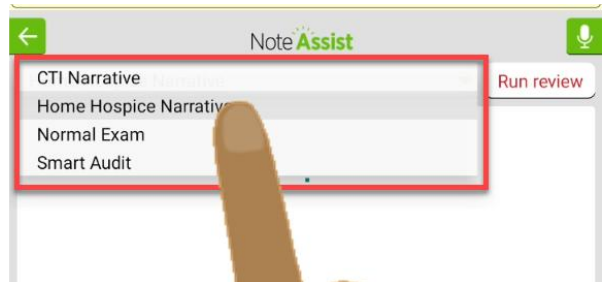 Note Assist
CTI Narrative
Run review
Home Hospice Narrative
Normal Exam
Smart Audit